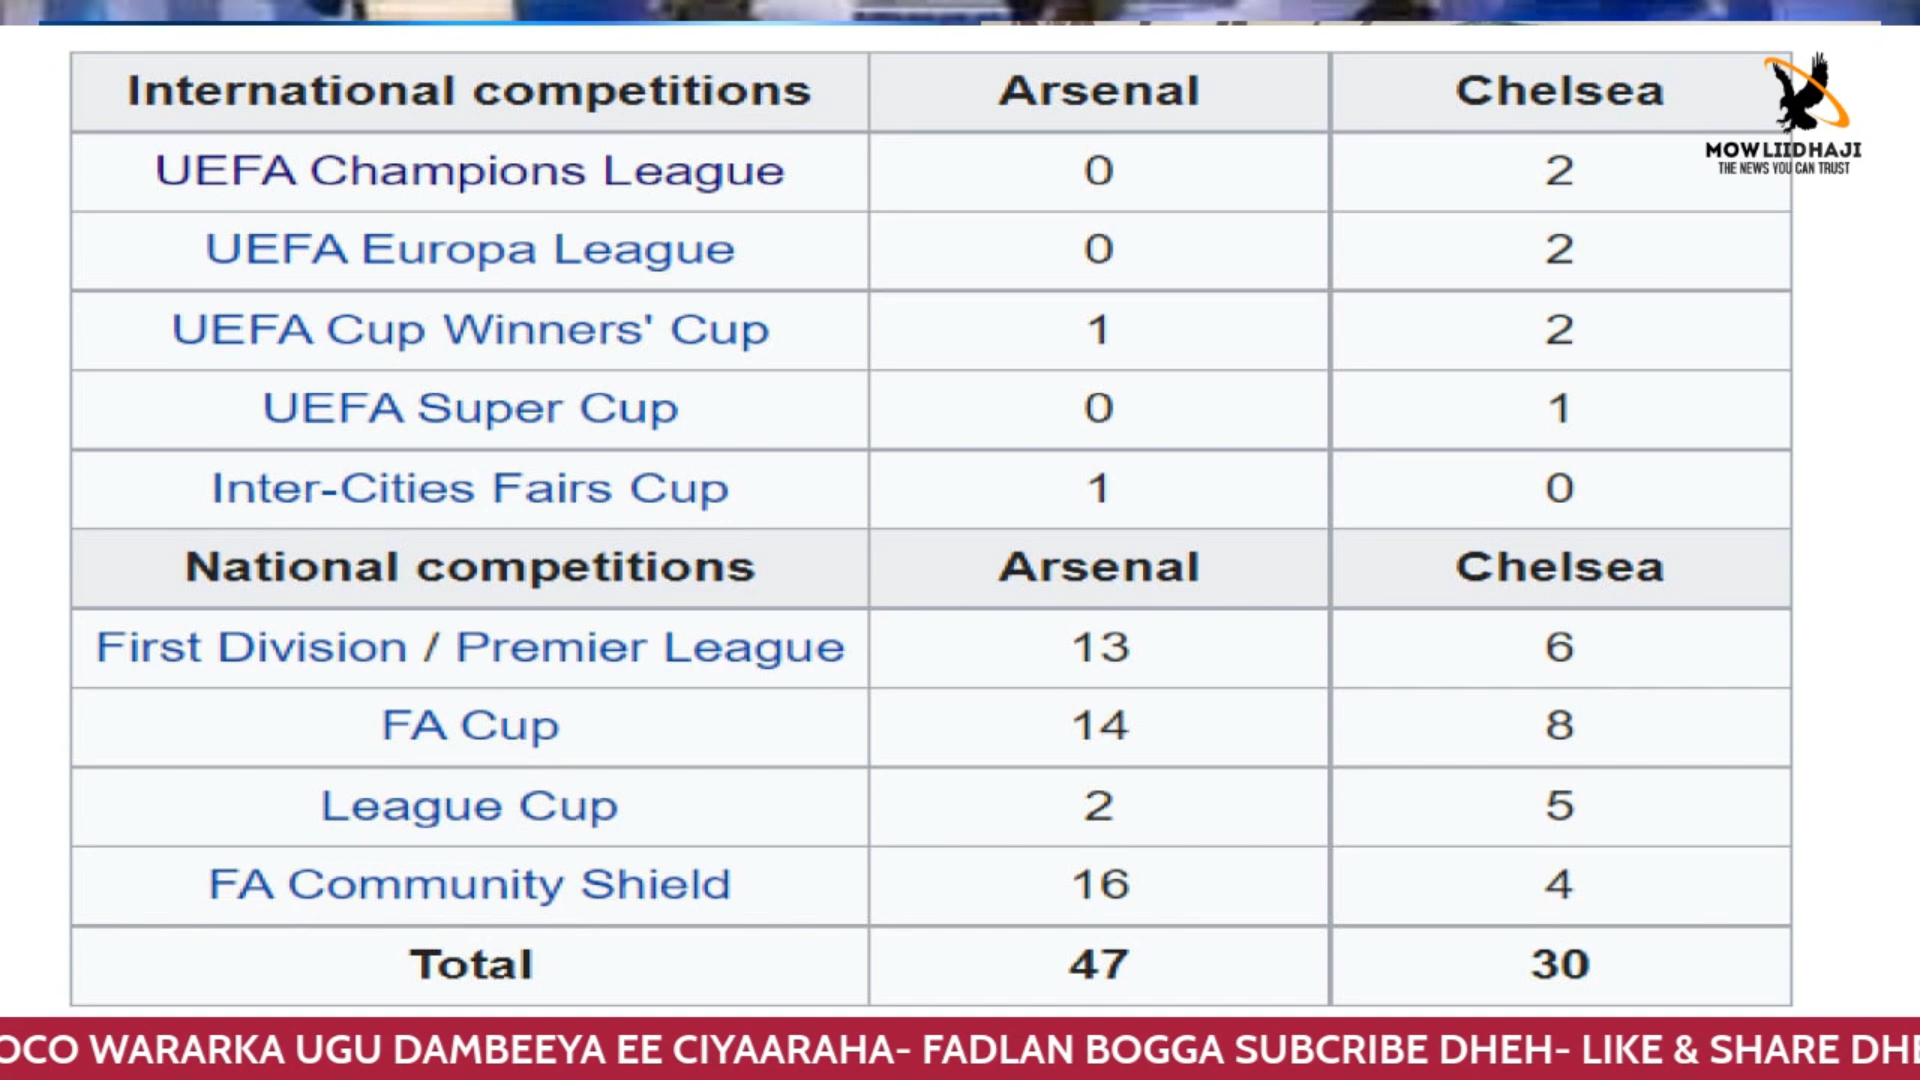 International competitions Arsenal Chelsea
UEFA Champions League 0 2
UEFA Europa League 0 2
UEFA Cup Winners' Cup 1 2
UEFA Super Cup 0 1
Inter-Cities Fairs Cup 1 0
National competitions Arsenal Chelsea
First Division / Premier League 13 6
FA Cup 14 8
League Cup 2 5
FA Community Shield 16 4
Total 47 30
MOWLIIDHAJI
THE NEWS YOU CAN TRUST
OCO WARARKA UGU DAMBEEYA EE CIYAARAHA- FADLAN BOGGA SUBCRIBE DHEH- LIKE & SHARE DHE